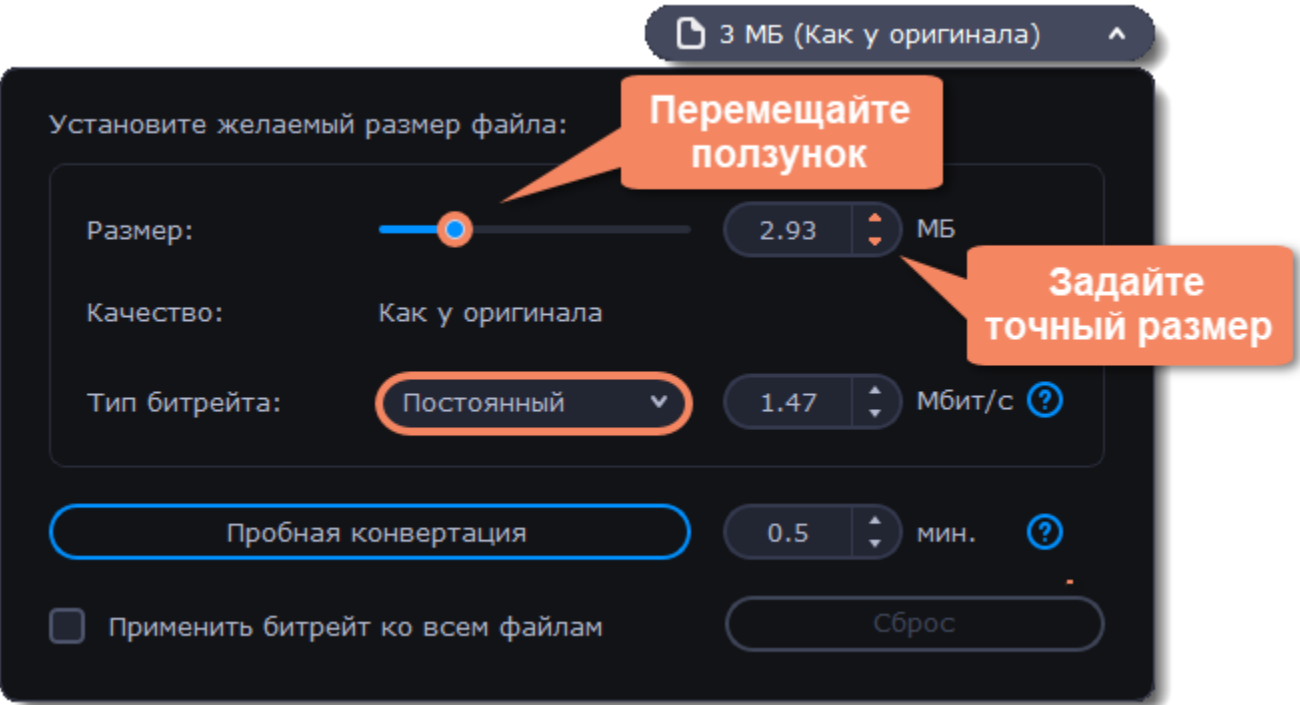 3 МБ (Как у оригинала)
Установите желаемый размер файла:
Перемещайте
ползунок
Размер:
2.93
МБ
Задайте
точный размер
Качество:
Как у оригинала
Тип битрейта:
Постоянный
1.47
Мбит/с
?
Пробная конвертация
0.5
мин.
?
Применить битрейт ко всем файлам
Сброс